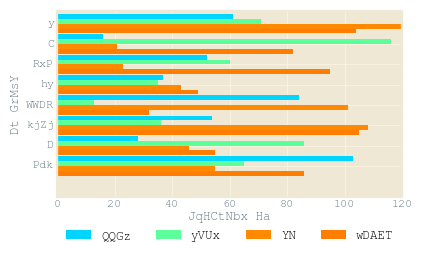 y
C
RxP
hy
WWDR
kjZj
D
Pdk
Dt GrMsY
0 20 40 60 80 100 120
JqHCtNbx Ha
QQGz yVUx YN wDAET